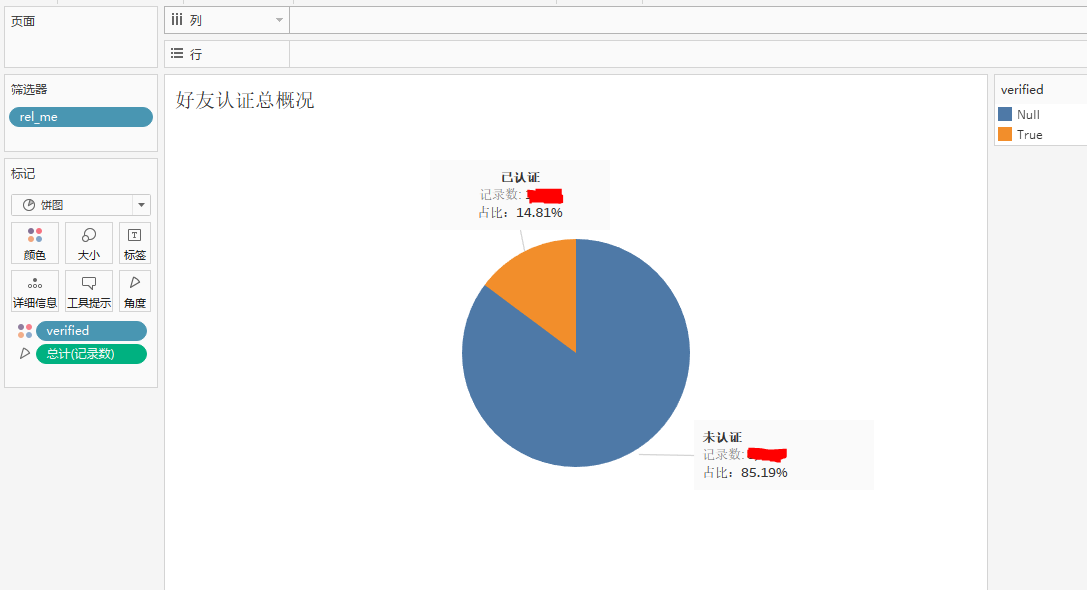 页面
列
行
筛选器
rel_me
标记
饼图
颜色
大小
标签
详细信息
工具提示
角度
verified
总计(记录数)
好友认证总概况
已认证
记录数:
占比：14.81%
未认证
记录数:
占比：85.19%
verified
Null
True